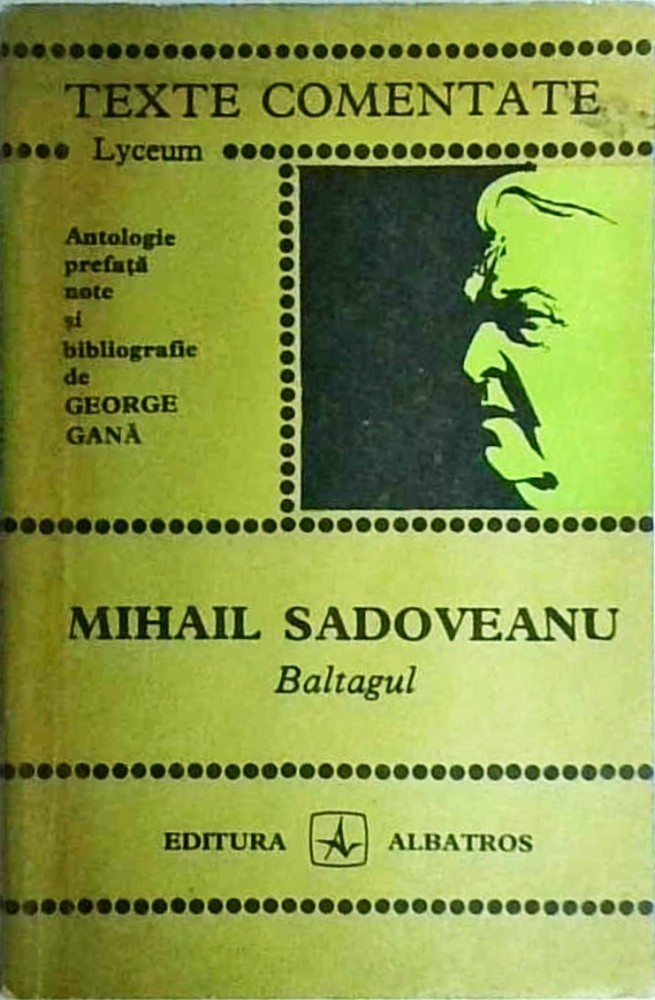 TEXTE COMENTATE
Lyceum
Antologie
prefață
note
și
bibliografie
de
GEORGE
GANĂ
MIHAIL SADOVEANU
Baltagul
EDITURA ALBATROS